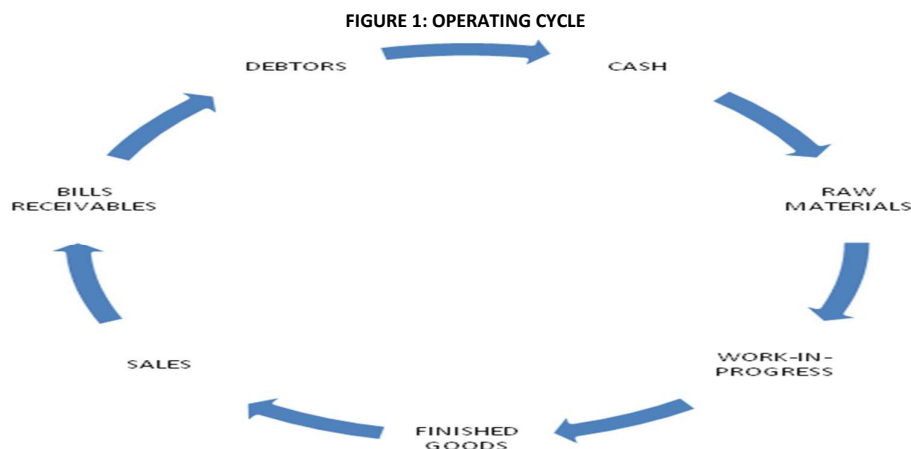 FIGURE 1: OPERATING CYCLE
DEBTORS
CASH
RAW
MATERIALS
WORK-IN-
PROGRESS
FINISHED
GOODS
SALES
BILLS
RECEIVABLES